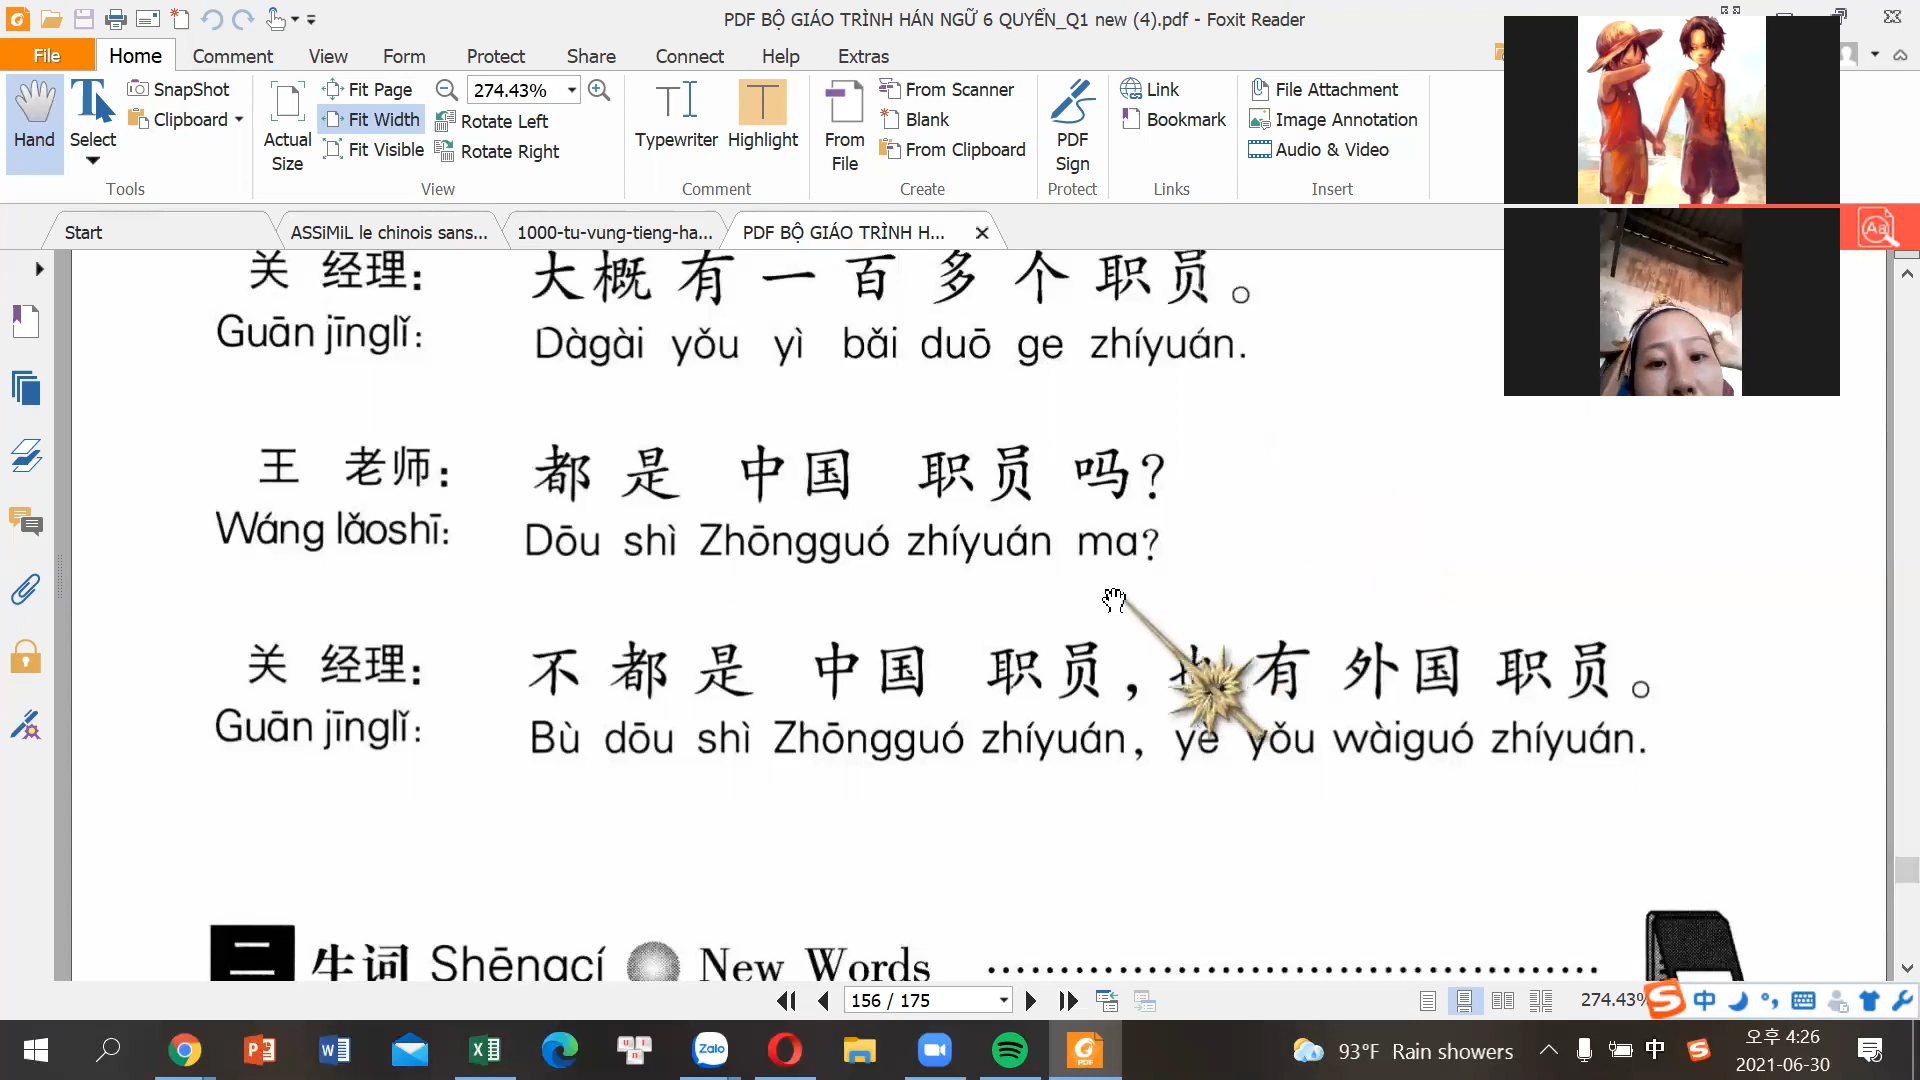 PDF BỘ GIÁO TRÌNH HÁN NGỮ 6 QUYỂN_Q1 new (4).pdf - Foxit Reader
File Home Comment View Form Protect Share Connect Help Extras
Hand
Select
SnapShot
Clipboard
Tools
Actual Size
Fit Page
Fit Width
Fit Visible
274.43%
Rotate Left
Rotate Right
View
Typewriter
Highlight
Comment
From File
From Scanner
Blank
From Clipboard
Create
PDF Sign
Protect
Link
Bookmark
Links
File Attachment
Image Annotation
Audio & Video
Insert
Start
ASSiMiL le chinois sans...
1000-tu-vung-tieng-ha...
PDF BỘ GIÁO TRÌNH H...
关 经理: 大概有一百多个职员。
Guān jīnglǐ: Dàgài yǒu yì bǎi duō ge zhíyuán.
王 老师: 都是中国职员吗?
Wáng lǎoshī: Dōu shì Zhōngguó zhíyuán ma?
关 经理: 不都是中国职员, 有外国职员。
Guān jīnglǐ: Bù dōu shì Zhōngguó zhíyuán, yě yǒu wàiguó zhíyuán.
二 生词 Shēngcí New Words
156 / 175
274.43%
中
Zalo
93°F Rain showers
中
오후 4:26
2021-06-30